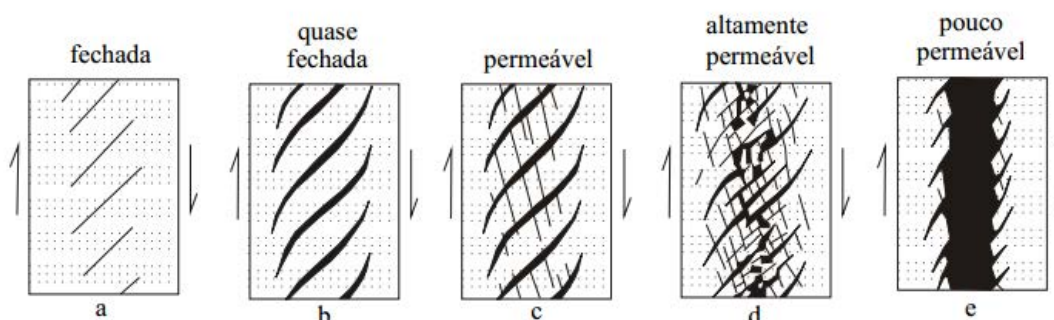 fechada
quase
fechada
permeável
altamente
permeável
pouco
permeável
a
b
c
d
e